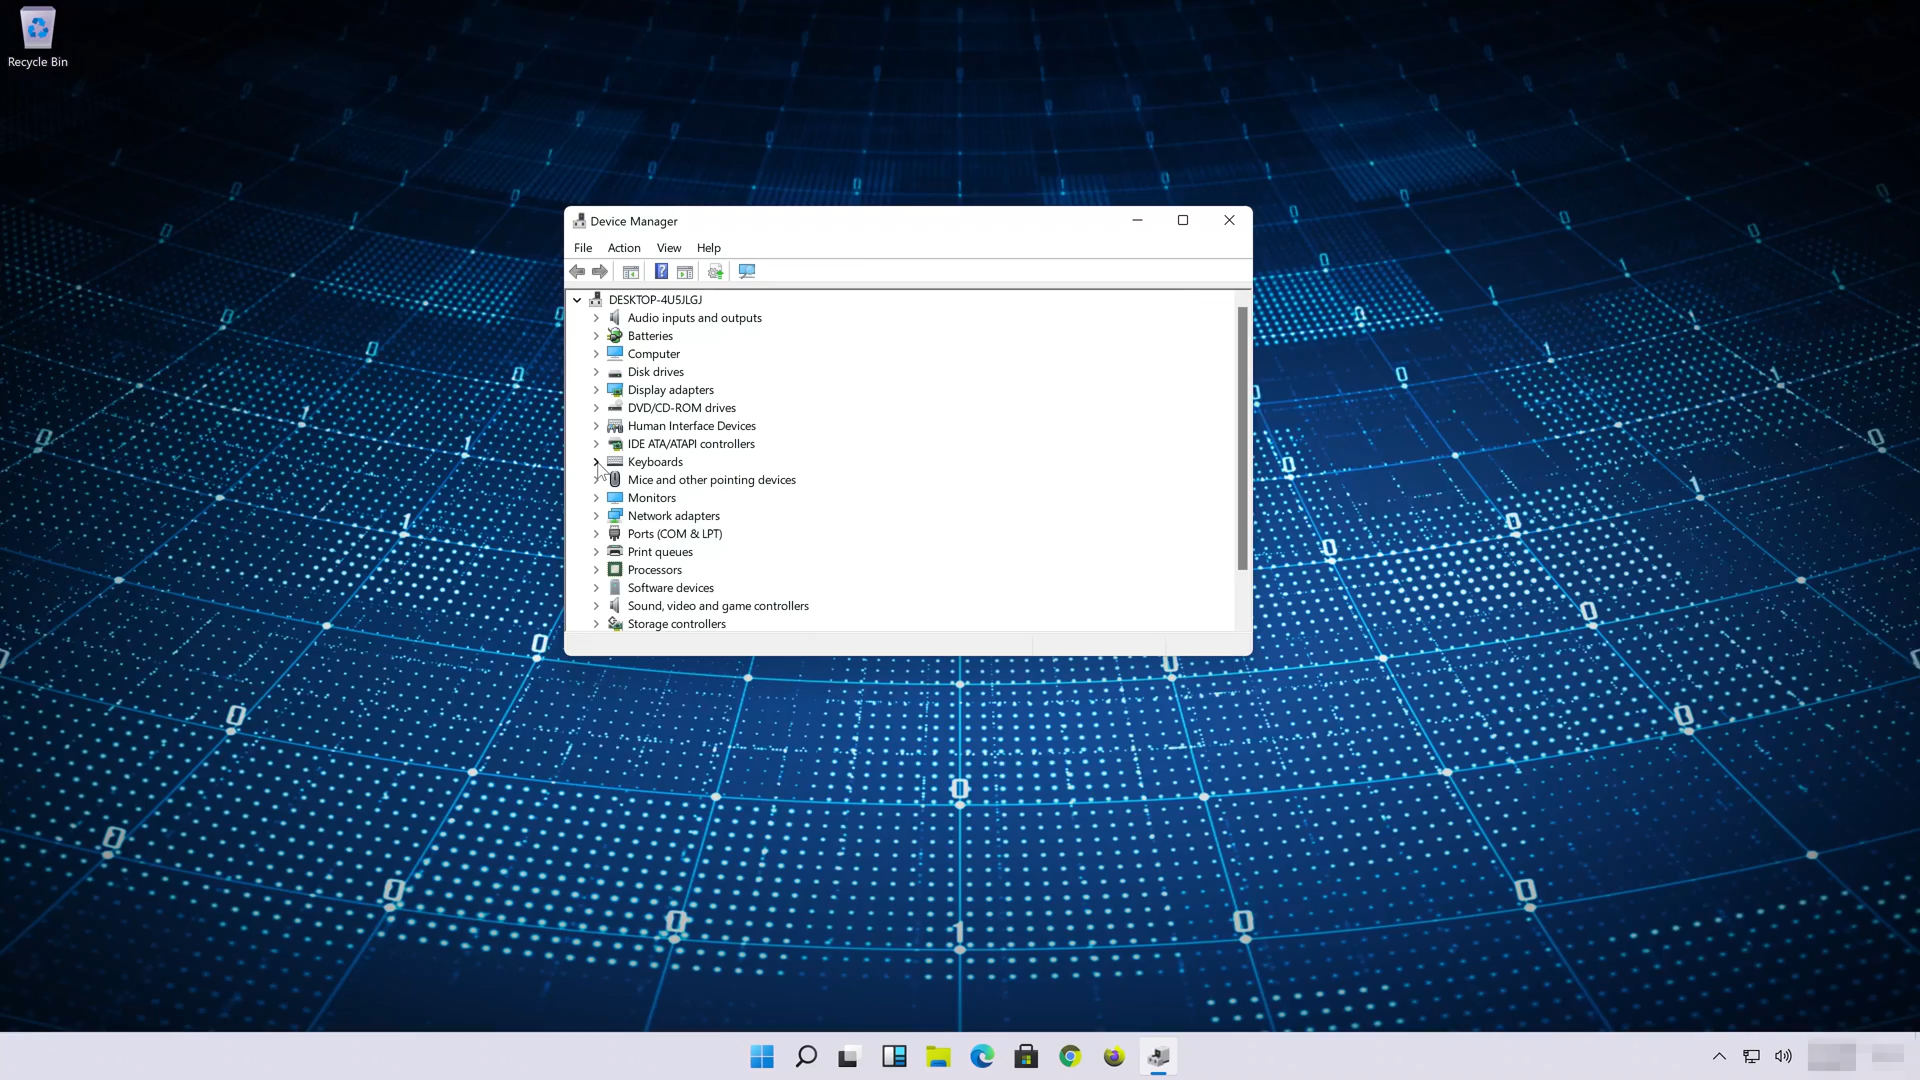 Recycle Bin
Device Manager
File Action View Help
DESKTOP-4U5JLGJ
Audio inputs and outputs
Batteries
Computer
Disk drives
Display adapters
DVD/CD-ROM drives
Human Interface Devices
IDE ATA/ATAPI controllers
Keyboards
Mice and other pointing devices
Monitors
Network adapters
Ports (COM & LPT)
Print queues
Processors
Software devices
Sound, video and game controllers
Storage controllers